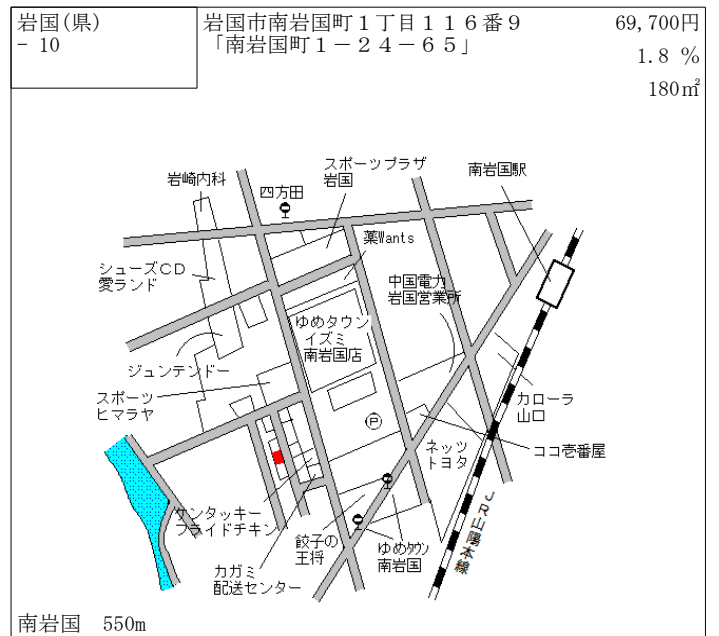 岩国(県)
- 10
岩国市南岩国町１丁目１１６番９
「南岩国町１－２４－６５」
69,700円
1.8 %
180㎡
スポーツプラザ
岩国
南岩国駅
岩崎内科
四方田
薬Wants
シューズＣＤ
愛ランド
中国電力
岩国営業所
ゆめタウン
イズミ
南岩国店
ジュンテンドー
スポーツ
ヒマラヤ
カローラ
山口
P
ネッツ
トヨタ
ココ壱番屋
ケンタッキー
フライドチキン
餃子の
王将
ゆめタウン
南岩国
カガミ
配送センター
ＪＲ山陽本線
南岩国　550m